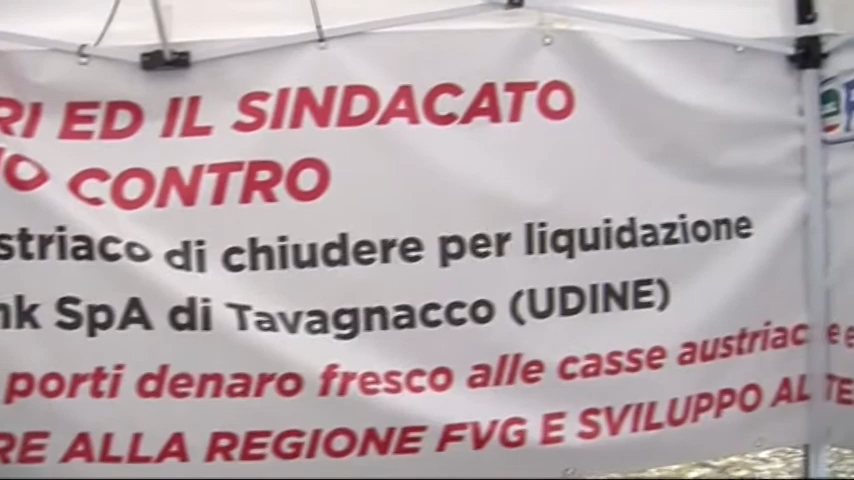 RI ED IL SINDACATO
CONTRO
striaco di chiudere per liquidazione
nk SpA di Tavagnacco (UDINE)
porti denaro fresco alle casse austriac e e
RE ALLA REGIONE FVG E SVILUPPO AL TE